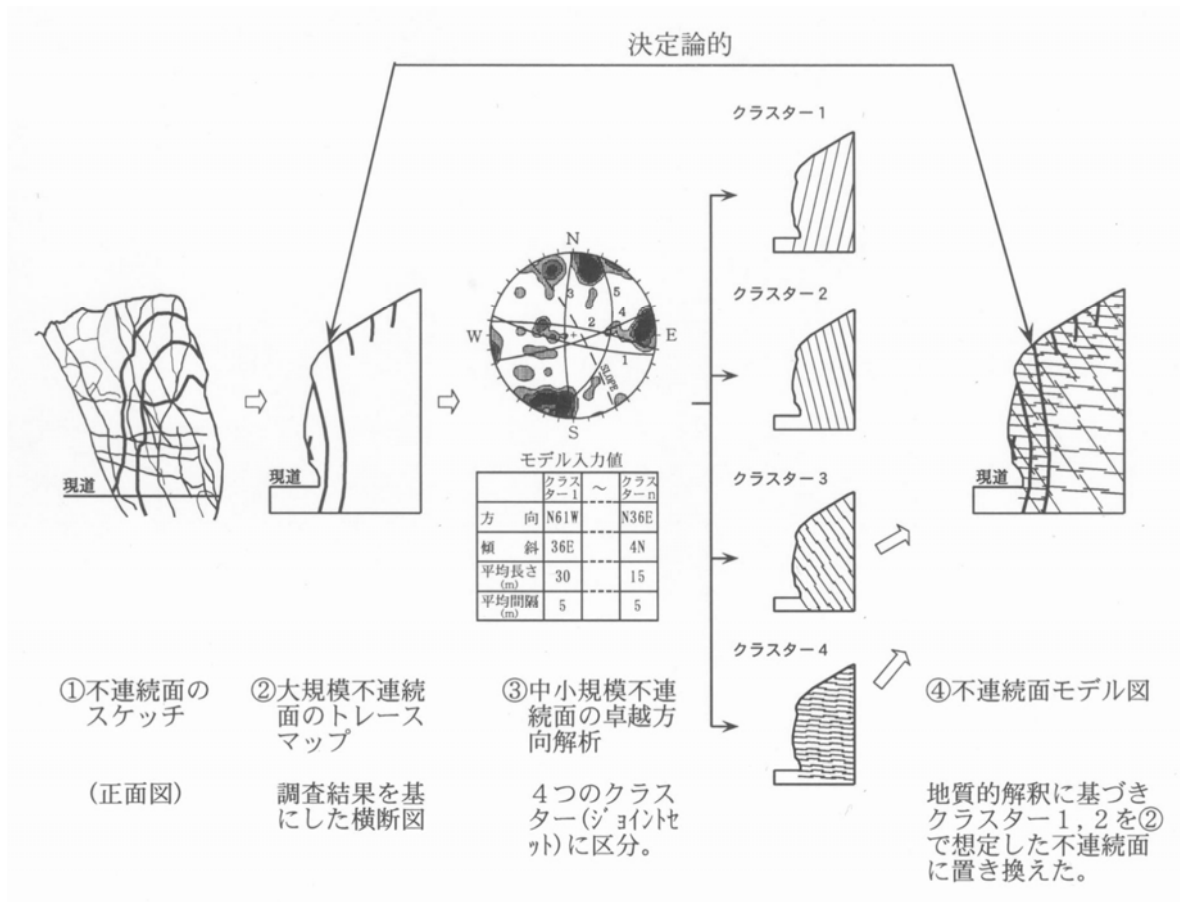 決定論的
クラスター1
クラスター2
クラスター3
クラスター4
現道
現道
現道
N
W
E
S
3
5
4
2
1
SLOPE
モデル入力値
クラスター1 ～ クラスターn
方向 N61W N36E
傾斜 36E 4N
平均長さ(m) 30 15
平均間隔(m) 5 5
①不連続面の
スケッチ
(正面図)
②大規模不連続
面のトレース
マップ
調査結果を基
にした横断図
③中小規模不連
続面の卓越方
向解析
4つのクラス
ター(ｼﾞｮｲﾝﾄｾ
ｯﾄ)に区分。
④不連続面モデル図
地質的解釈に基づき
クラスター1,2を②
で想定した不連続面
に置き換えた。